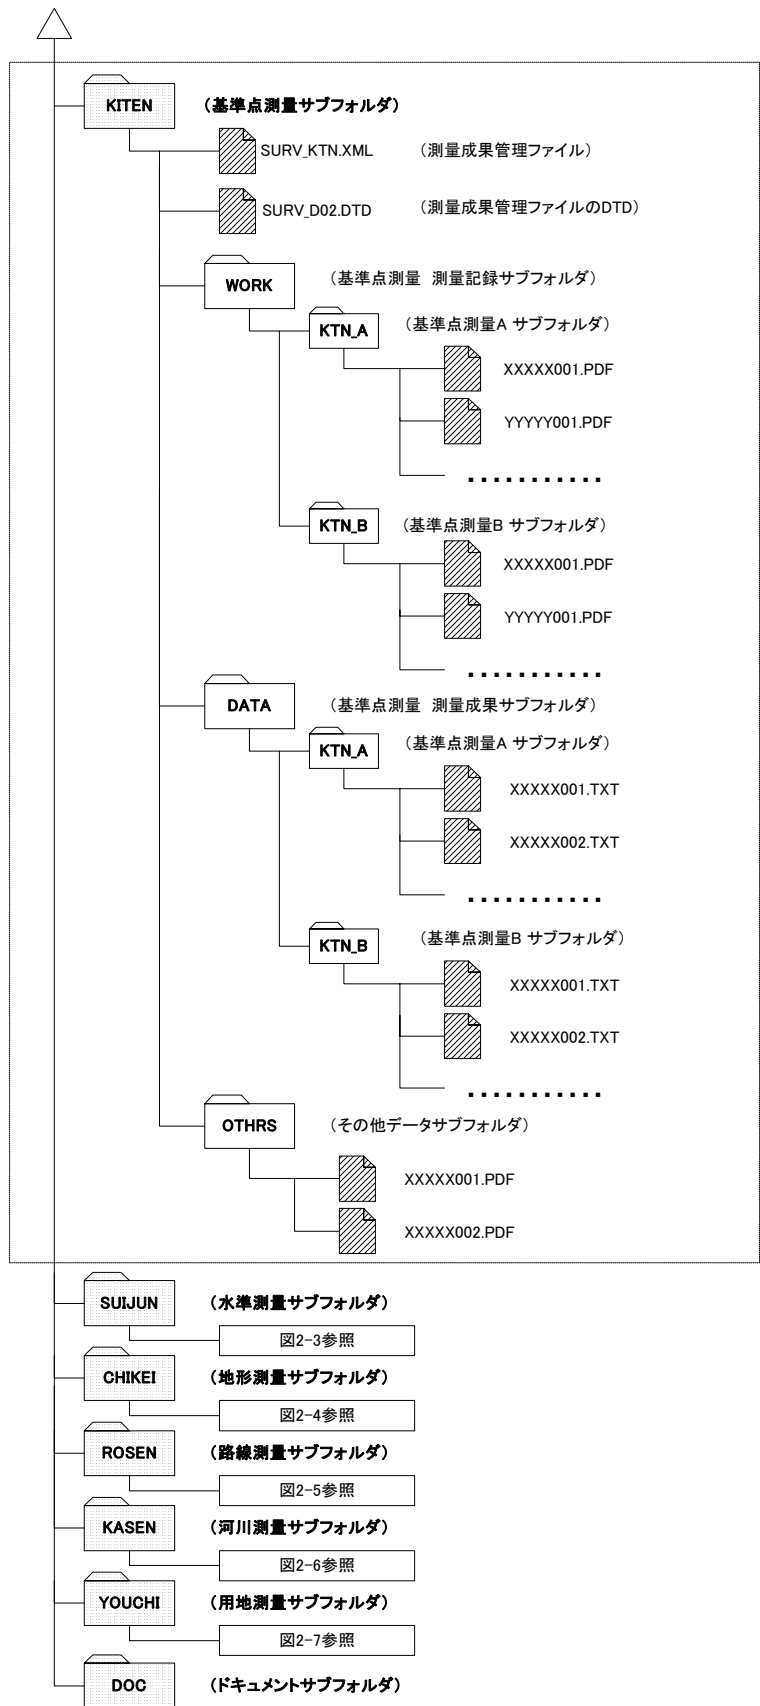 KITEN （基準点測量サブフォルダ）
SURV_KTN.XML （測量成果管理ファイル）
SURV_D02.DTD （測量成果管理ファイルのDTD）
WORK （基準点測量 測量記録サブフォルダ）
KTN_A （基準点測量A サブフォルダ）
XXXXX001.PDF
YYYYY001.PDF
・・・・・・・・・・・
KTN_B （基準点測量B サブフォルダ）
XXXXX001.PDF
YYYYY001.PDF
・・・・・・・・・・・
DATA （基準点測量 測量成果サブフォルダ）
KTN_A （基準点測量A サブフォルダ）
XXXXX001.TXT
XXXXX002.TXT
・・・・・・・・・・・
KTN_B （基準点測量B サブフォルダ）
XXXXX001.TXT
XXXXX002.TXT
・・・・・・・・・・・
OTHRS （その他データサブフォルダ）
XXXXX001.PDF
XXXXX002.PDF
SUIJUN （水準測量サブフォルダ）
図2-3参照
CHIKEI （地形測量サブフォルダ）
図2-4参照
ROSEN （路線測量サブフォルダ）
図2-5参照
KASEN （河川測量サブフォルダ）
図2-6参照
YOUCHI （用地測量サブフォルダ）
図2-7参照
DOC （ドキュメントサブフォルダ）